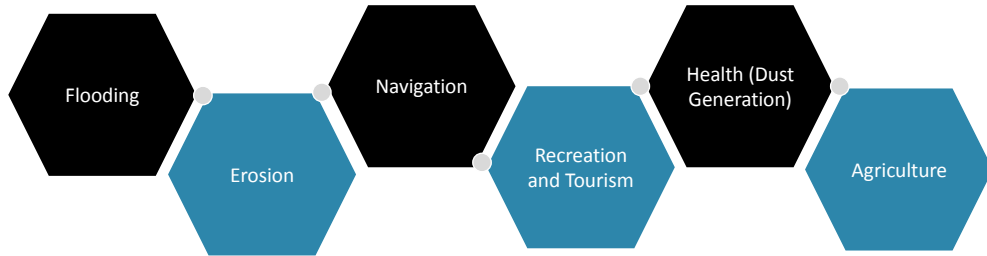 Flooding
Erosion
Navigation
Recreation
and Tourism
Health (Dust
Generation)
Agriculture